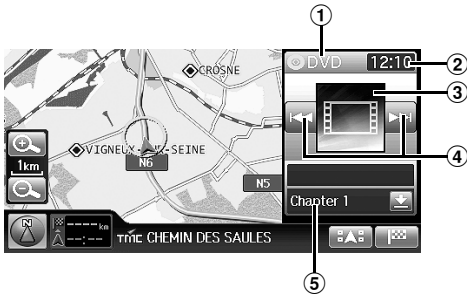 1
2
3
4
5
DVD 12:10
CROSNE
VIGNEUX-SUR-SEINE
N6
N5
1km
Chapter 1
N
--- km
--:--
TMC CHEMIN DES SAULES